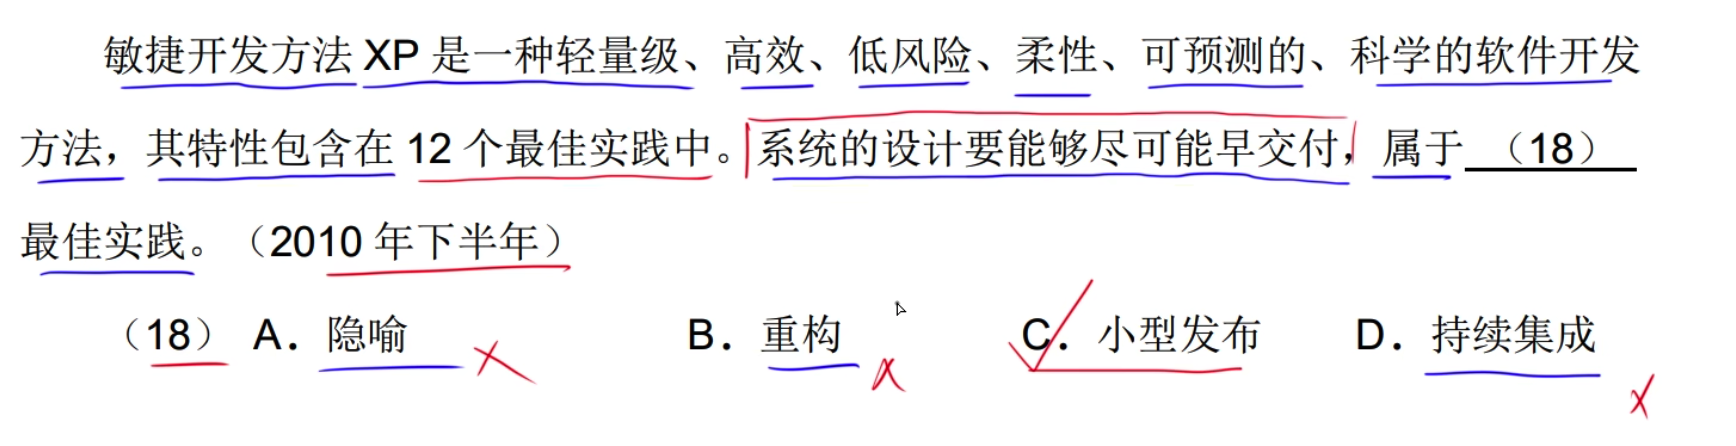 敏捷开发方法 XP 是一种轻量级、高效、低风险、柔性、可预测的、科学的软件开发
方法，其特性包含在 12 个最佳实践中。系统的设计要能够尽可能早交付，属于 （18）
最佳实践。（2010 年下半年）
（18） A．隐喻 B．重构 C．小型发布 D．持续集成